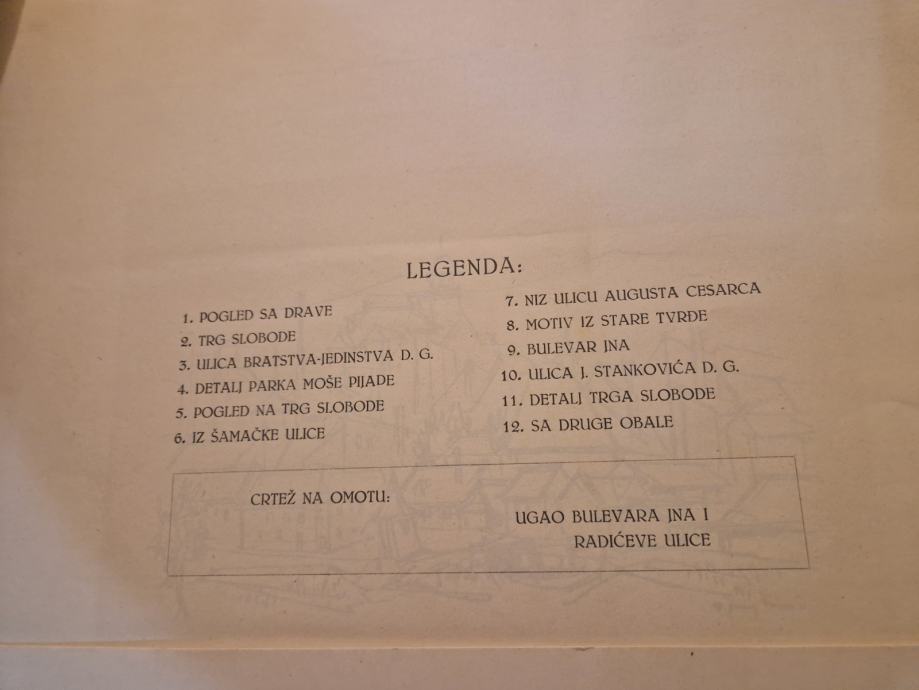 LEGENDA:
1. POGLED SA DRAVE
2. TRG SLOBODE
3. ULICA BRATSTVA-JEDINSTVA D. G.
4. DETALJ PARKA MOŠE PIJADE
5. POGLED NA TRG SLOBODE
6. IZ ŠAMAČKE ULICE
7. NIZ ULICU AUGUSTA CESARCA
8. MOTIV IZ STARE TVRĐE
9. BULEVAR JNA
10. ULICA J. STANKOVIĆA D. G.
11. DETALJ TRGA SLOBODE
12. SA DRUGE OBALE
CRTEŽ NA OMOTU:
UGAO BULEVARA JNA I
RADIĆEVE ULICE